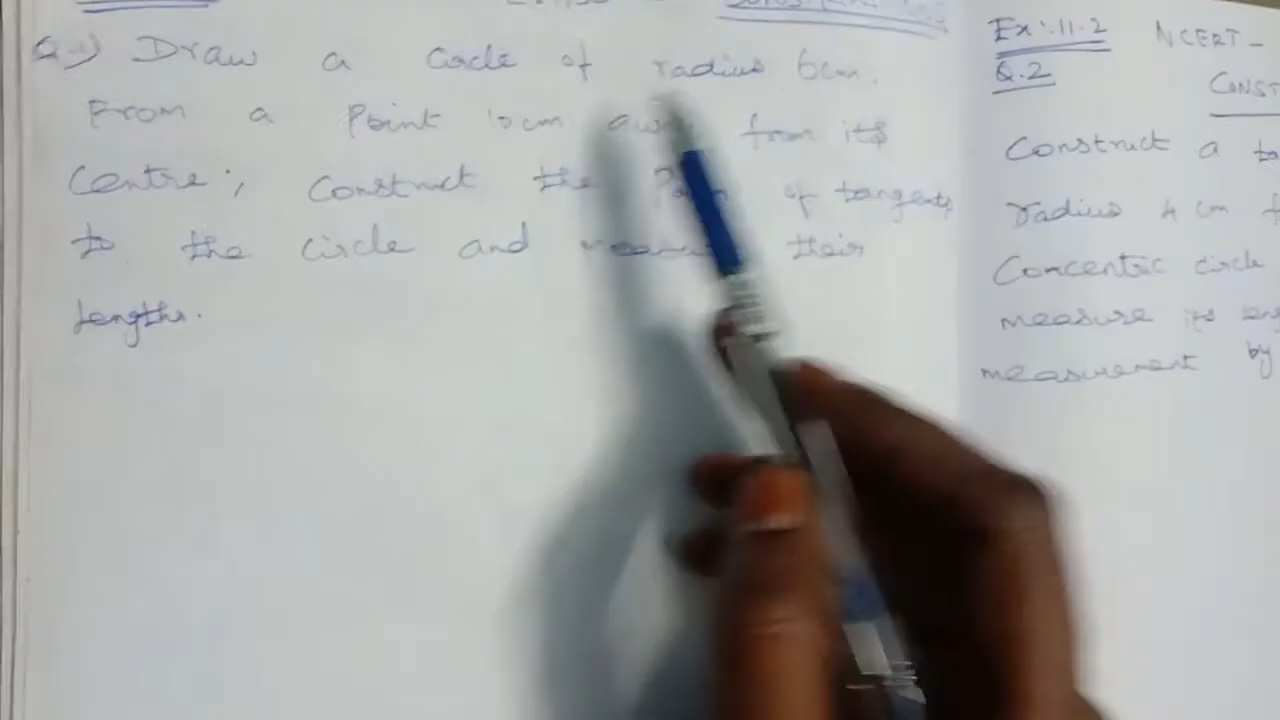 Q.1) Draw a circle of radius 6cm.
From a Point 10cm from its
Centre; Construct the of tangents
to the circle and their
lengths.
Ex:11.2 NCERT-
Q.2
CONST
Construct a
radius 4 cm
Concentric circle
measure its
measurement by